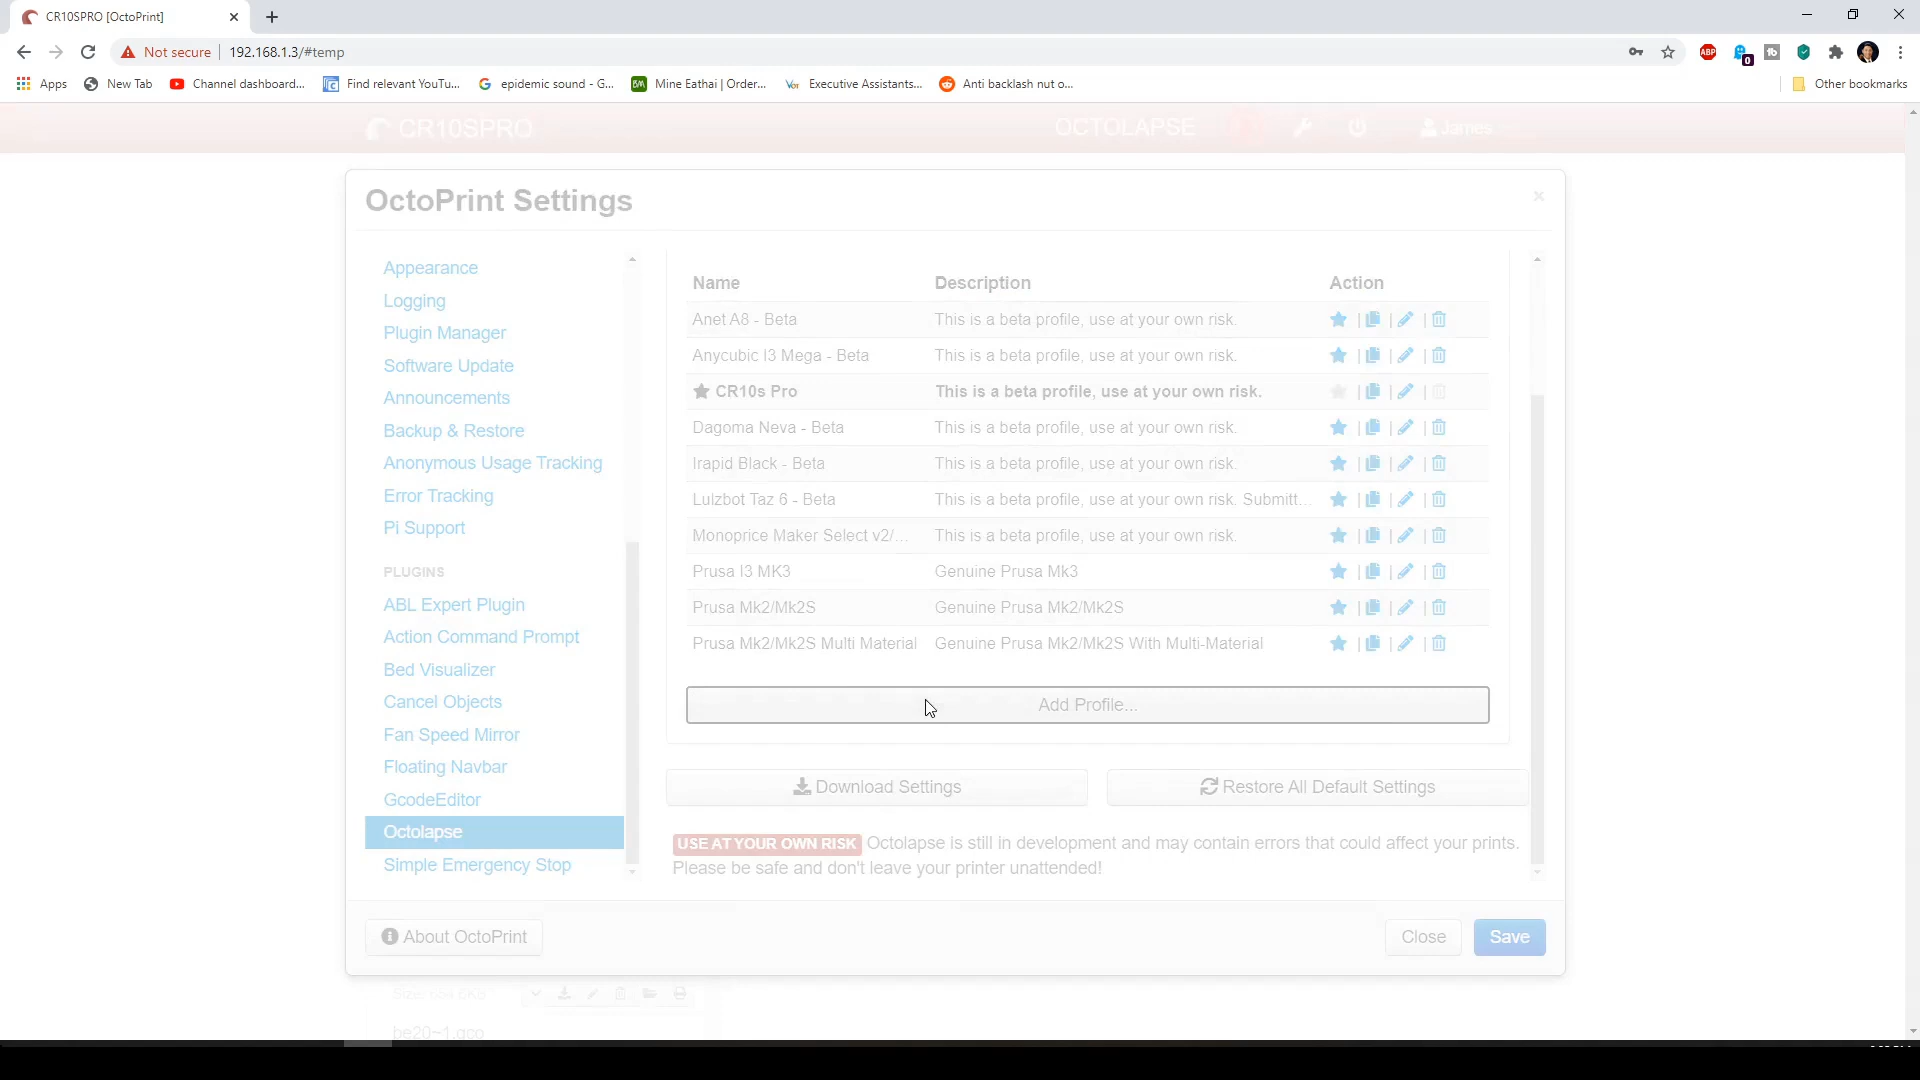 CR10SPRO [OctoPrint]
Not secure 192.168.1.3/#temp
ABP
0
tb
Apps New Tab Channel dashboard... Find relevant YouTu... epidemic sound - G... Mine Eathai | Order... Executive Assistants... Anti backlash nut o... Other bookmarks
CR10SPRO OCTOLAPSE James
OctoPrint Settings ×
Appearance
Logging
Plugin Manager
Software Update
Announcements
Backup & Restore
Anonymous Usage Tracking
Error Tracking
Pi Support
PLUGINS
ABL Expert Plugin
Action Command Prompt
Bed Visualizer
Cancel Objects
Fan Speed Mirror
Floating Navbar
GcodeEditor
Octolapse
Simple Emergency Stop
Name Description Action
Anet A8 - Beta This is a beta profile, use at your own risk. | | |
Anycubic I3 Mega - Beta This is a beta profile, use at your own risk. | | |
CR10s Pro This is a beta profile, use at your own risk. | | |
Dagoma Neva - Beta This is a beta profile, use at your own risk. | | |
Irapid Black - Beta This is a beta profile, use at your own risk. | | |
Lulzbot Taz 6 - Beta This is a beta profile, use at your own risk. Submitt... | | |
Monoprice Maker Select v2/... This is a beta profile, use at your own risk. | | |
Prusa I3 MK3 Genuine Prusa Mk3 | | |
Prusa Mk2/Mk2S Genuine Prusa Mk2/Mk2S | | |
Prusa Mk2/Mk2S Multi Material Genuine Prusa Mk2/Mk2S With Multi-Material | | |
Add Profile...
Download Settings Restore All Default Settings
USE AT YOUR OWN RISK Octolapse is still in development and may contain errors that could affect your prints.
Please be safe and don't leave your printer unattended!
About OctoPrint Close Save
Size:
be20~1.gco